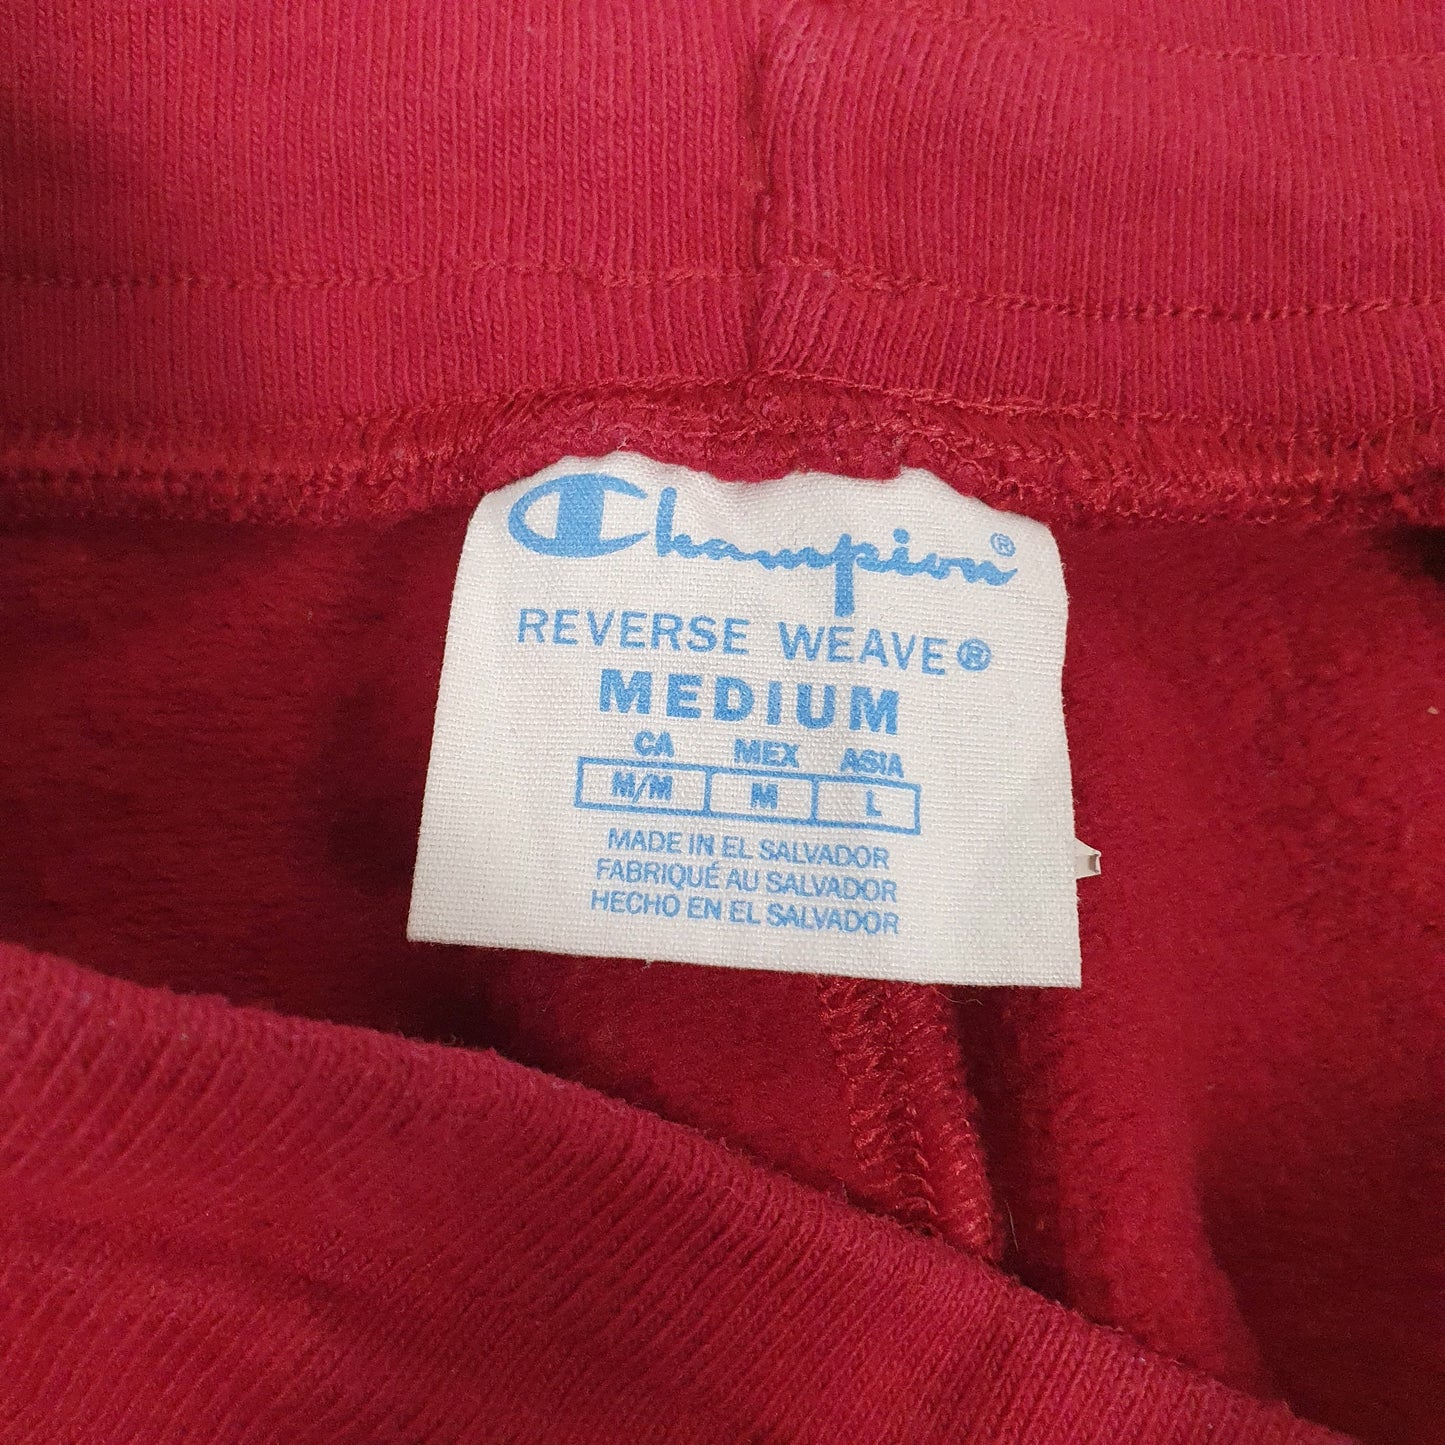 Champion®
REVERSE WEAVE®
MEDIUM
CA MEX ASIA
M/M M L
MADE IN EL SALVADOR
FABRIQUÉ AU SALVADOR
HECHO EN EL SALVADOR